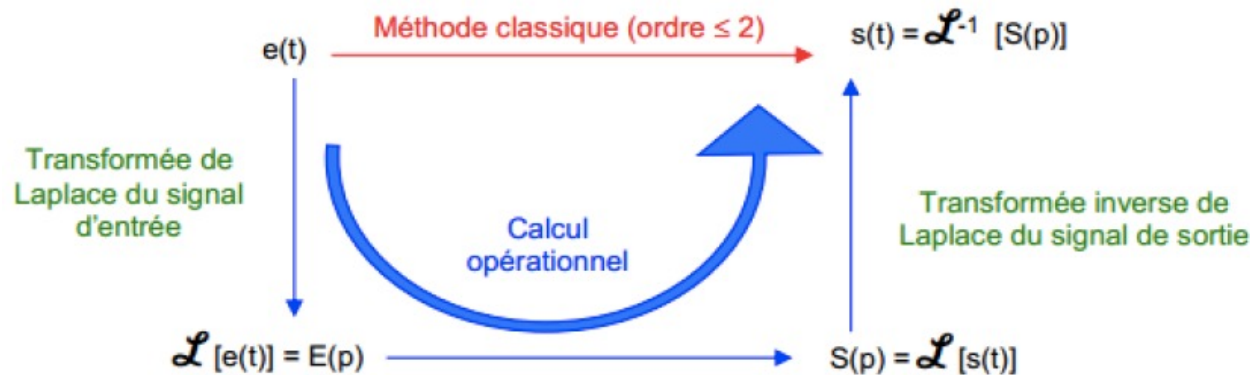 Méthode classique (ordre ≤ 2)
e(t)
s(t) = ℒ⁻¹ [S(p)]
Transformée de
Laplace du signal
d'entrée
Calcul
opérationnel
Transformée inverse de
Laplace du signal de sortie
ℒ [e(t)] = E(p)
S(p) = ℒ [s(t)]